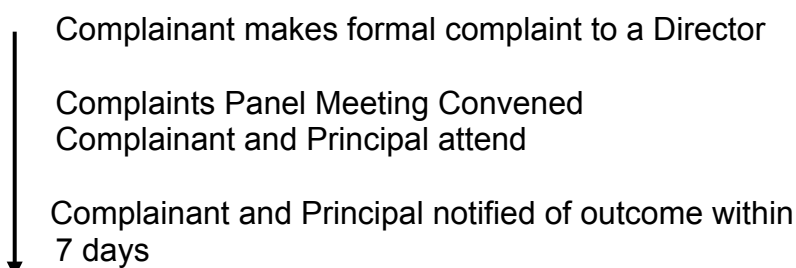 Complainant makes formal complaint to a Director
Complaints Panel Meeting Convened
Complainant and Principal attend
Complainant and Principal notified of outcome within
7 days